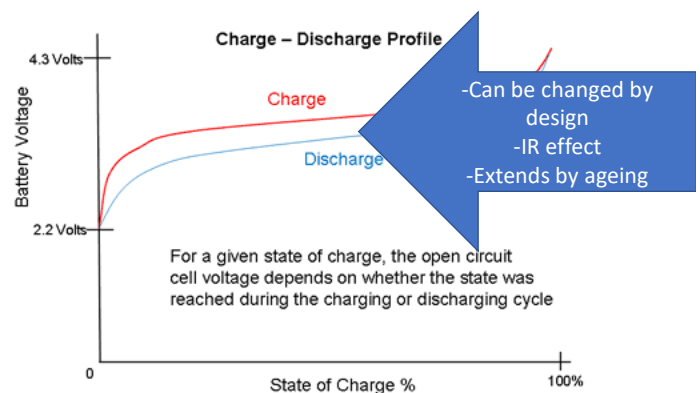 Charge – Discharge Profile
4.3 Volts
Battery Voltage
Charge
Discharge
-Can be changed by
design
-IR effect
-Extends by ageing
2.2 Volts
For a given state of charge, the open circuit
cell voltage depends on whether the state was
reached during the charging or discharging cycle
0
State of Charge %
100%